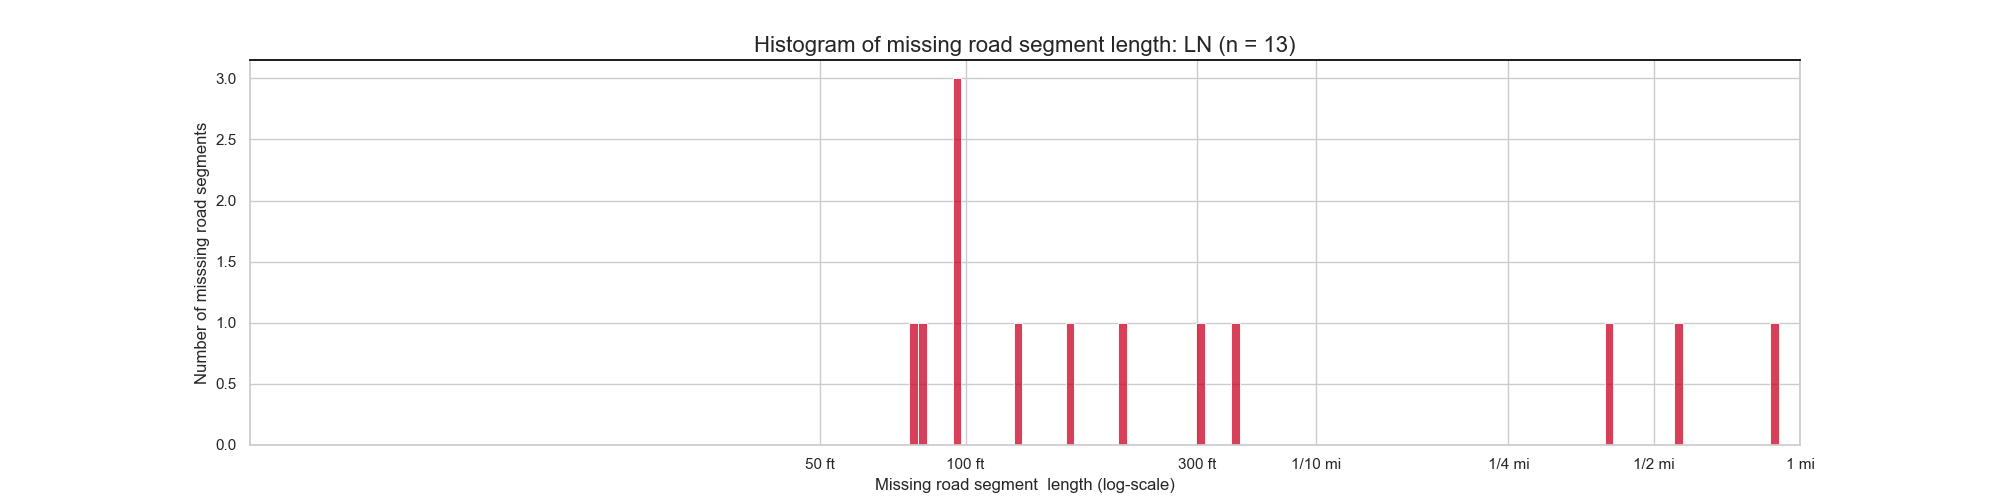 Histogram of missing road segment length: LN (n = 13)
Number of misssing road segments
3.0
2.5
2.0
1.5
1.0
0.5
0.0
50 ft 100 ft 300 ft 1/10 mi 1/4 mi 1/2 mi 1 mi
Missing road segment  length (log-scale)